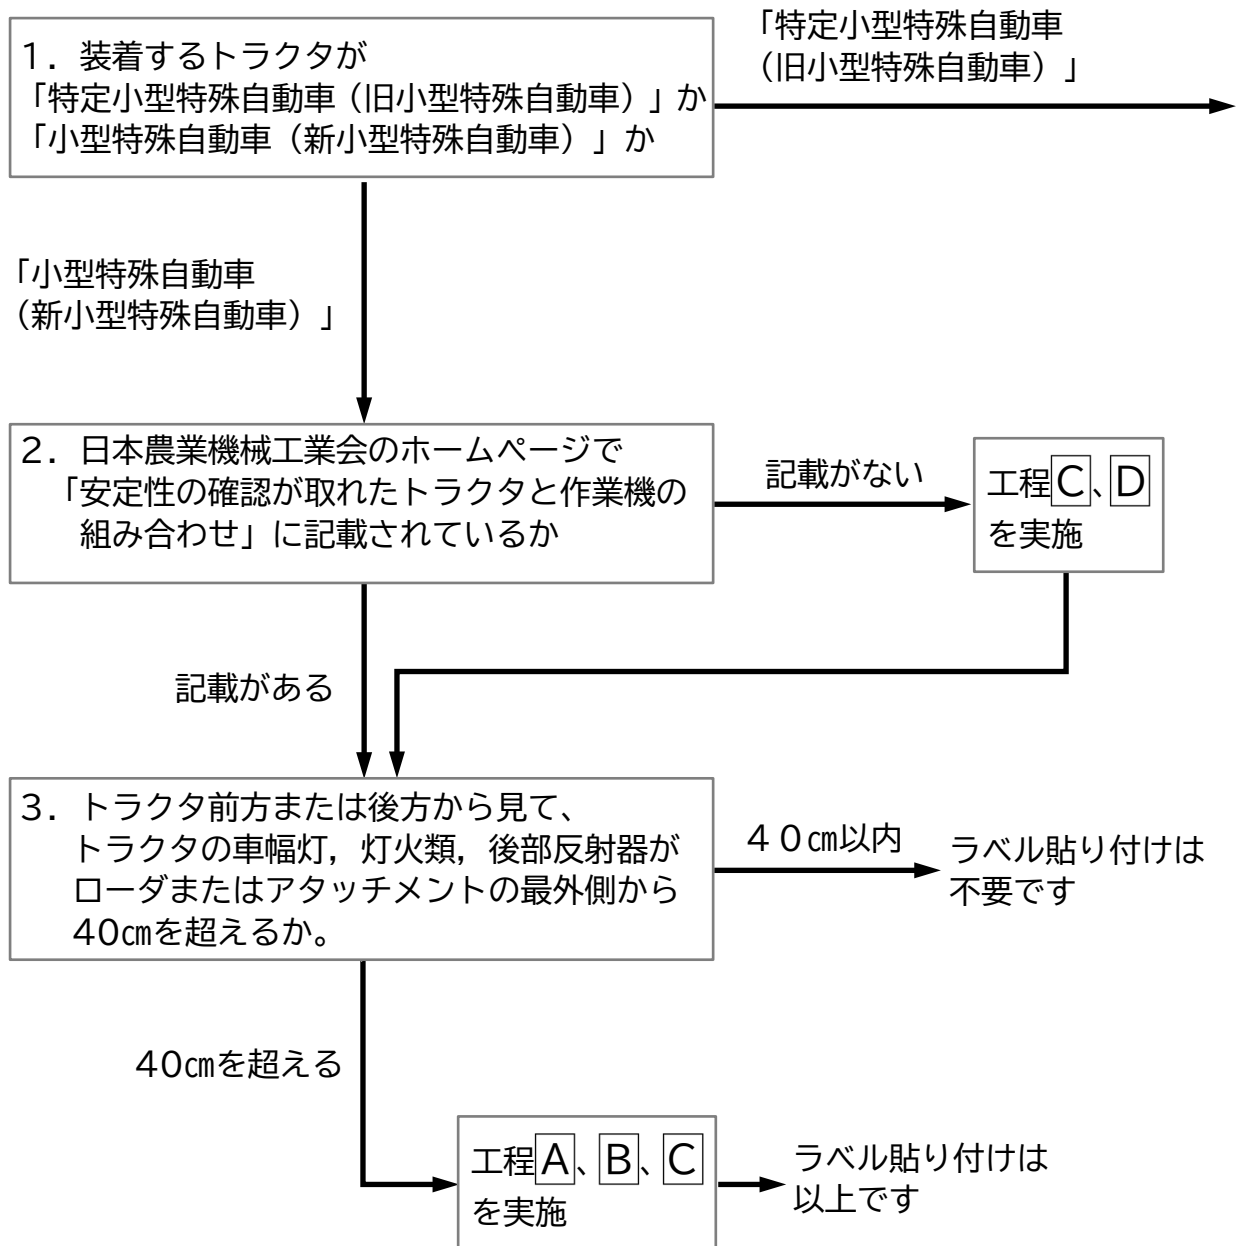 １．装着するトラクタが
「特定小型特殊自動車（旧小型特殊自動車）」か
「小型特殊自動車（新小型特殊自動車）」か
「特定小型特殊自動車
（旧小型特殊自動車）」
「小型特殊自動車
（新小型特殊自動車）」
２．日本農業機械工業会のホームページで
「安定性の確認が取れたトラクタと作業機の
組み合わせ」に記載されているか
記載がない
工程C、D
を実施
記載がある
３．トラクタ前方または後方から見て、
トラクタの車幅灯，灯火類，後部反射器が
ローダまたはアタッチメントの最外側から
40㎝を超えるか。
４０㎝以内
ラベル貼り付けは
不要です
40㎝を超える
工程A、B、C
を実施
ラベル貼り付けは
以上です